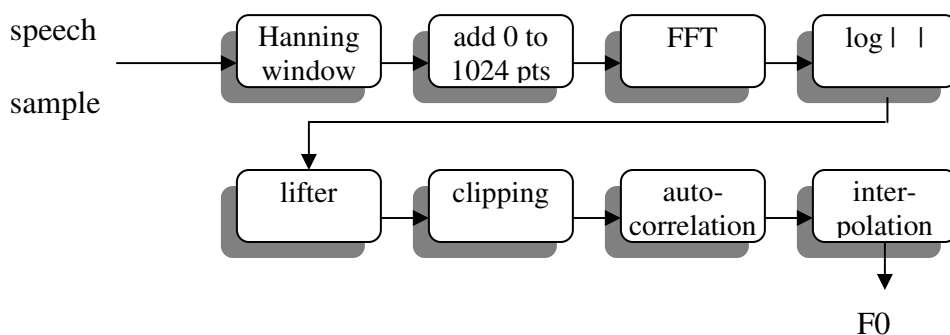 speech
sample
Hanning
window
add 0 to
1024 pts
FFT
log | |
lifter
clipping
auto-
correlation
inter-
polation
F0